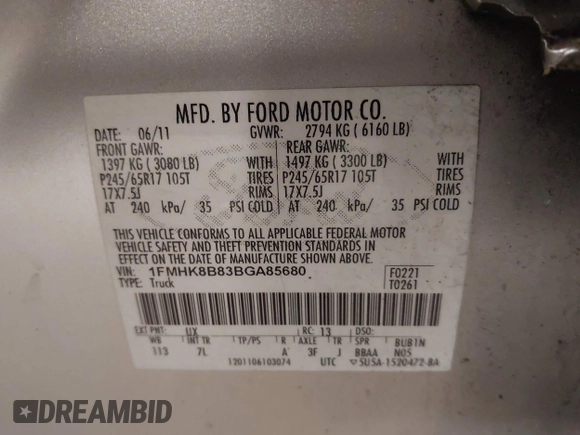 MFD. BY FORD MOTOR CO.
DATE: 06/11 GVWR: 2794 KG ( 6160 LB)
FRONT GAWR: REAR GAWR:
1397 KG ( 3080 LB) WITH 1497 KG ( 3300 LB) WITH
P245/65R17 105T TIRES P245/65R17 105T TIRES
17X7.5J RIMS 17X7.5J RIMS
AT 240 kPa/ 35 PSI COLD AT 240 kPa/ 35 PSI COLD
THIS VEHICLE CONFORMS TO ALL APPLICABLE FEDERAL MOTOR
VEHICLE SAFETY AND THEFT PREVENTION STANDARDS IN
EFFECT ON THE DATE OF MANUFACTURE SHOWN ABOVE.
VIN: 1FMHK8B83BGA85680 F0221
TYPE: Truck T0261
EXT PNT: UX RC: 13 DSO:
WB INT TR TP/PS R AXLE TR SPR BUB1N
113 7L A 3F J BBAA N05
1201106103074 UTC 5U5A-1520472-BA
DREAMBID